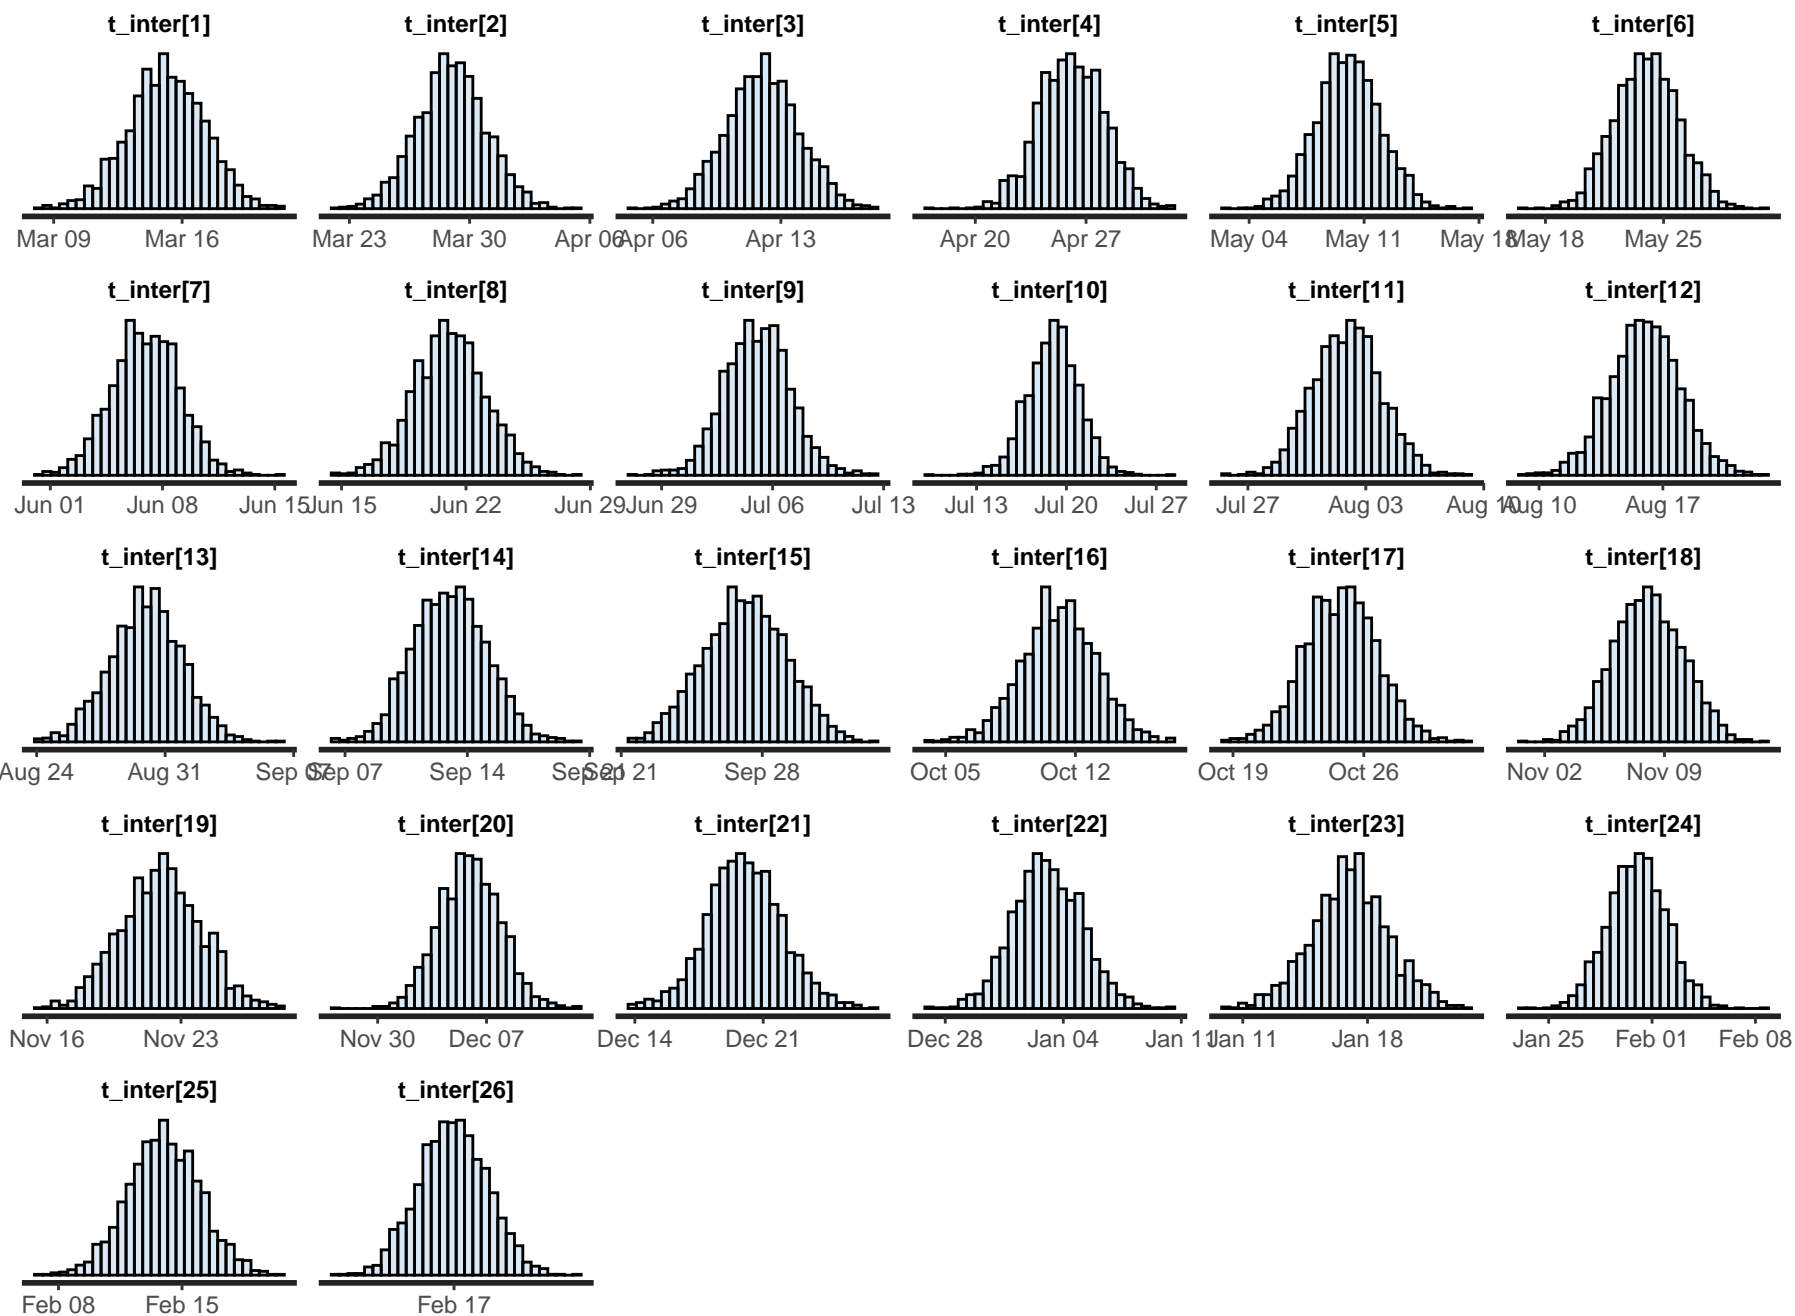 t_inter[1] t_inter[2] t_inter[3] t_inter[4] t_inter[5] t_inter[6]
Mar 09 Mar 16 Mar 23 Mar 30 Apr 06 Apr 06 Apr 13 Apr 20 Apr 27 May 04 May 11 May 18 May 18 May 25
t_inter[7] t_inter[8] t_inter[9] t_inter[10] t_inter[11] t_inter[12]
Jun 01 Jun 08 Jun 15 Jun 15 Jun 22 Jun 29 Jun 29 Jul 06 Jul 13 Jul 13 Jul 20 Jul 27 Jul 27 Aug 03 Aug 10 Aug 10 Aug 17
t_inter[13] t_inter[14] t_inter[15] t_inter[16] t_inter[17] t_inter[18]
Aug 24 Aug 31 Sep 07 Sep 07 Sep 14 Sep 21 Sep 21 Sep 28 Oct 05 Oct 12 Oct 19 Oct 26 Nov 02 Nov 09
t_inter[19] t_inter[20] t_inter[21] t_inter[22] t_inter[23] t_inter[24]
Nov 16 Nov 23 Nov 30 Dec 07 Dec 14 Dec 21 Dec 28 Jan 04 Jan 11 Jan 11 Jan 18 Jan 25 Feb 01 Feb 08
t_inter[25] t_inter[26]
Feb 08 Feb 15 Feb 17